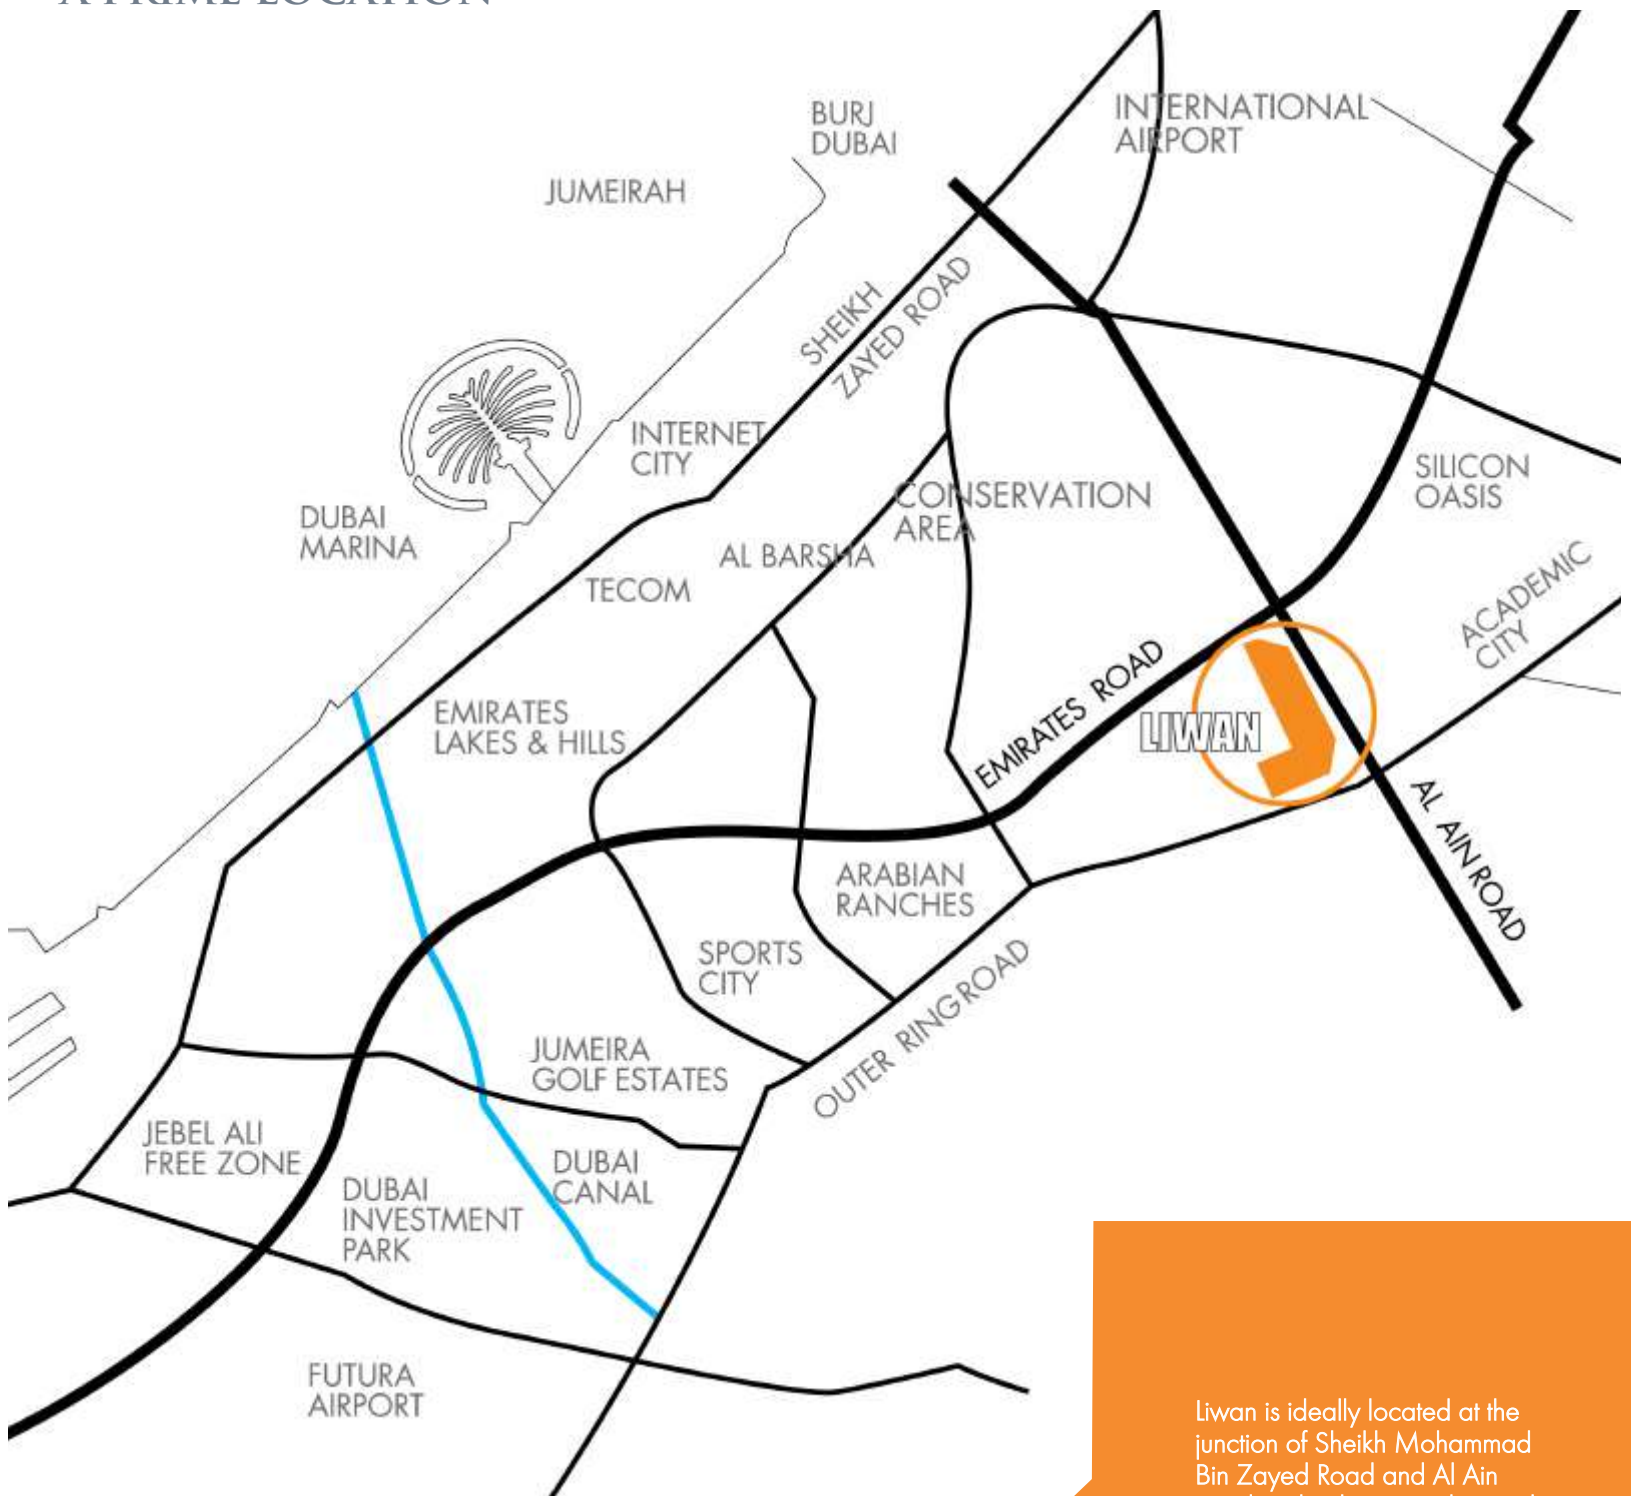 A PRIME LOCATION
BURJ
DUBAI
INTERNATIONAL
AIRPORT
JUMEIRAH
SHEIKH
ZAYED ROAD
INTERNET
CITY
DUBAI
MARINA
CONSERVATION
AREA
SILICON
OASIS
AL BARSHA
TECOM
ACADEMIC
CITY
EMIRATES
LAKES & HILLS
EMIRATES ROAD
LIWAN
AL AIN ROAD
ARABIAN
RANCHES
SPORTS
CITY
OUTER RING ROAD
JUMEIRA
GOLF ESTATES
JEBEL ALI
FREE ZONE
DUBAI
CANAL
DUBAI
INVESTMENT
PARK
FUTURA
AIRPORT
Liwan is ideally located at the
junction of Sheikh Mohammad
Bin Zayed Road and Al Ain